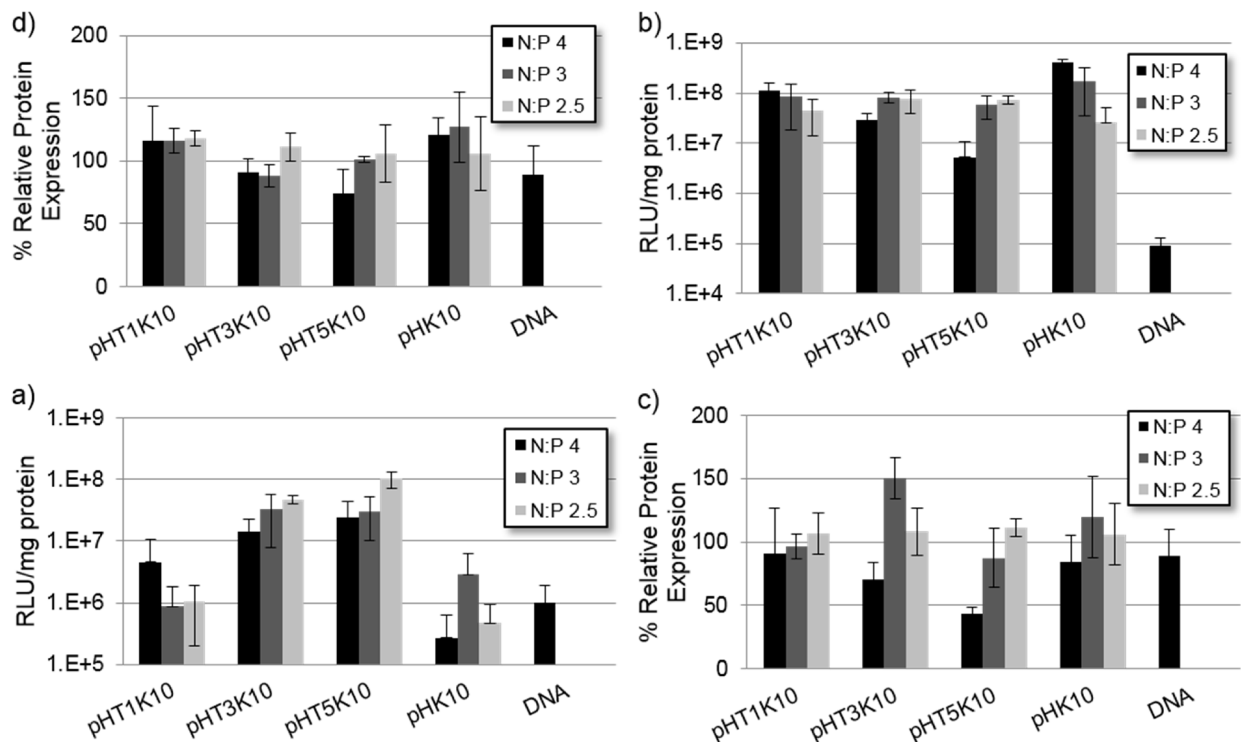 d)
% Relative Protein
Expression
200
150
100
50
0
N:P 4
N:P 3
N:P 2.5
pHT1K10
pHT3K10
pHT5K10
pHK10
DNA
b)
RLU/mg protein
1.E+9
1.E+8
1.E+7
1.E+6
1.E+5
1.E+4
N:P 4
N:P 3
N:P 2.5
pHT1K10
pHT3K10
pHT5K10
pHK10
DNA
a)
RLU/mg protein
1.E+9
1.E+8
1.E+7
1.E+6
1.E+5
N:P 4
N:P 3
N:P 2.5
pHT1K10
pHT3K10
pHT5K10
pHK10
DNA
c)
% Relative Protein
Expression
200
150
100
50
0
N:P 4
N:P 3
N:P 2.5
pHT1K10
pHT3K10
pHT5K10
pHK10
DNA